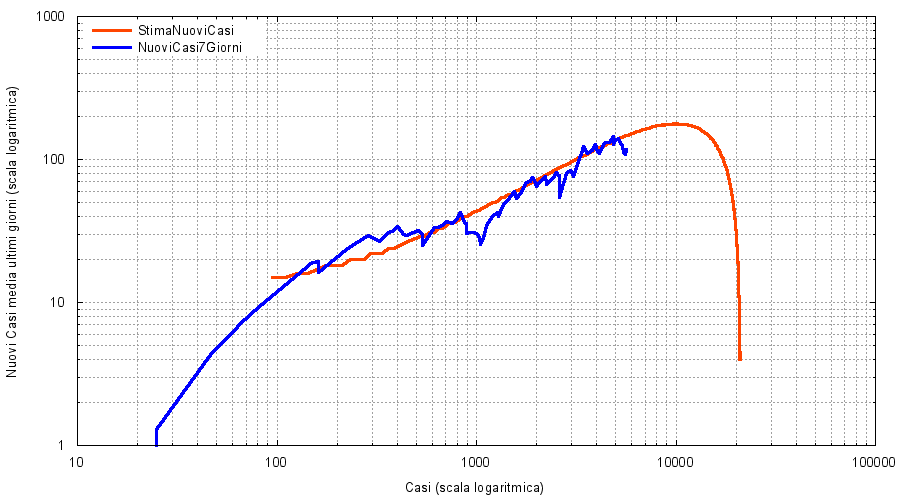 1000
StimaNuoviCasi
NuoviCasi7Giorni
100
10
1
Nuovi Casi media ultimi giorni (scala logaritmica)
10
100
1000
10000
100000
Casi (scala logaritmica)